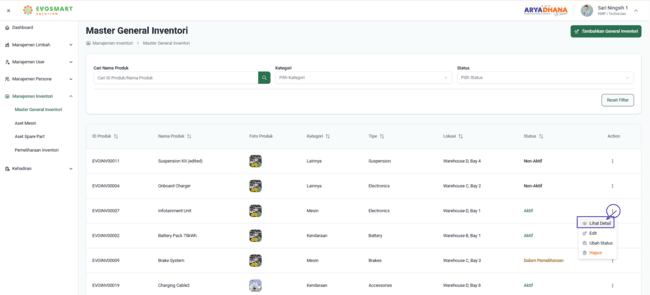 EVOSMART
ARYADHANA
Sari Ningsih 1
Dashboard
Manajemen Limbah
Manajemen User
Manajemen Persona
Manajemen Inventori
Master General Inventori
Aset Mesin
Aset Spare Part
Pemeliharaan Inventori
Kehadiran
Master General Inventori
Manajemen Inventori / Master General Inventori
Tambahkan General Inventori
Cari Nama Produk Kategori Status
Cari ID Produk/Nama Produk Pilih Kategori Pilih Status
Reset Filter
ID Produk Nama Produk Foto Produk Kategori Tipe Lokasi Status Action
EVOINV00011 Suspension Kit (edited) Lainnya Suspension Warehouse D, Bay 4 Non-Aktif
EVOINV00004 Onboard Charger Lainnya Electronics Warehouse C, Bay 2 Non-Aktif
EVOINV00007 Infotainment Unit Mesin Electronics Warehouse D, Bay 1 Aktif
EVOINV00002 Battery Pack 75kWh Kendaraan Battery Warehouse B, Bay 1 Aktif
EVOINV00009 Brake System Mesin Brakes Warehouse C, Bay 3 Dalam Pemeliharaan
EVOINV00019 Charging Cable2 Kendaraan Accessories Warehouse D, Bay 8 Aktif
Lihat Detail
Edit
Ubah Status
Hapus